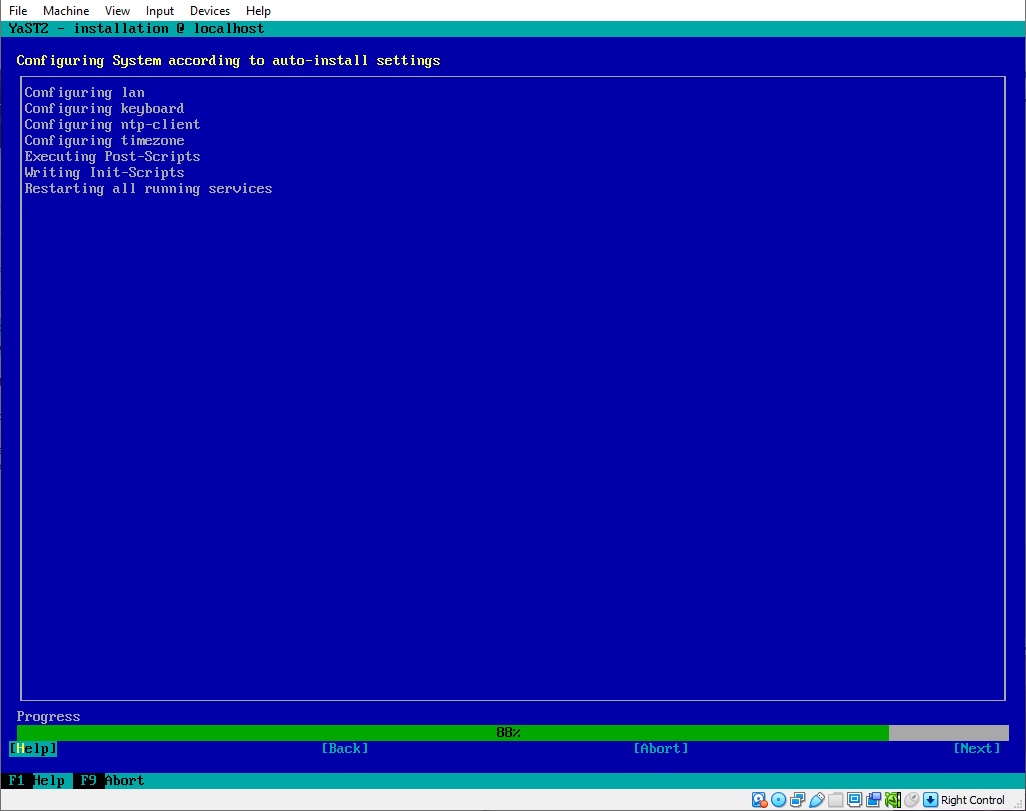 File Machine View Input Devices Help
YaST2 - installation @ localhost
Configuring System according to auto-install settings
Configuring lan
Configuring keyboard
Configuring ntp-client
Configuring timezone
Executing Post-Scripts
Writing Init-Scripts
Restarting all running services
Progress
88%
[Help] [Back] [Abort] [Next]
F1 Help F9 Abort
Right Control